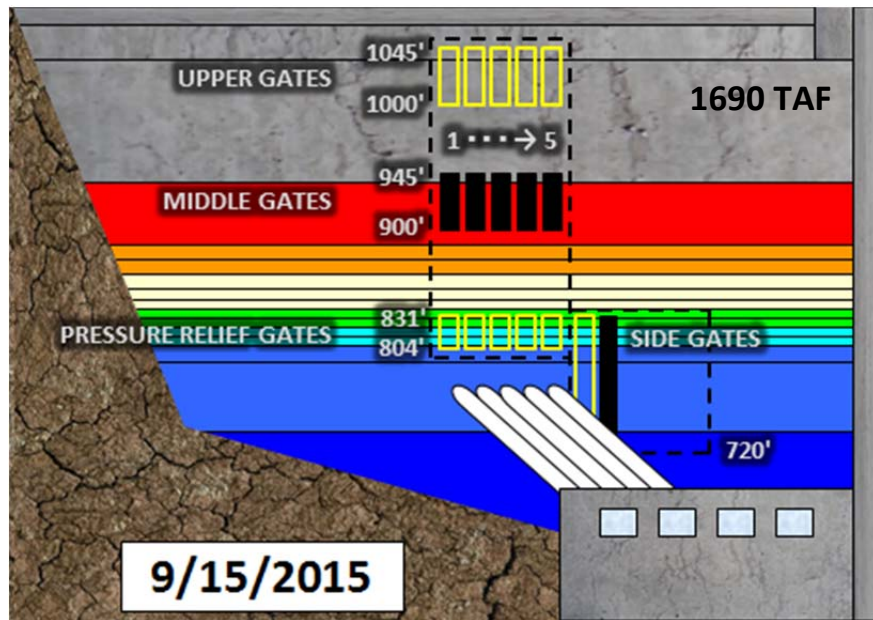 1045'
UPPER GATES
1000'
1690 TAF
1 ···→ 5
945'
MIDDLE GATES
900'
831'
PRESSURE RELIEF GATES
804'
SIDE GATES
720'
9/15/2015